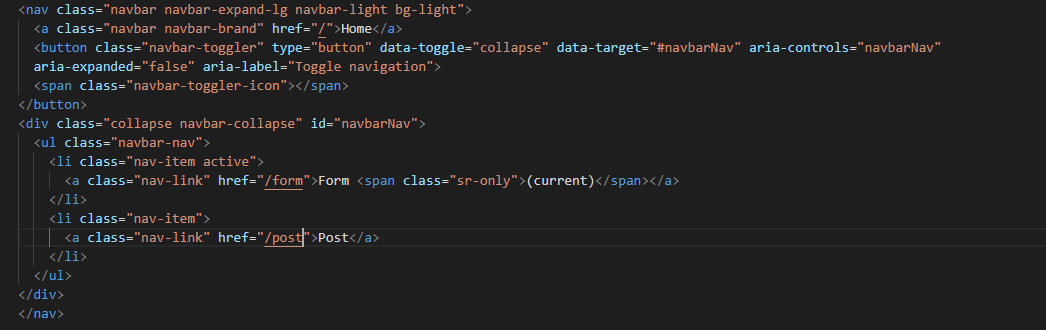 <nav class="navbar navbar-expand-lg navbar-light bg-light">
<a class="navbar navbar-brand" href="/">Home</a>
<button class="navbar-toggler" type="button" data-toggle="collapse" data-target="#navbarNav" aria-controls="navbarNav"
aria-expanded="false" aria-label="Toggle navigation">
<span class="navbar-toggler-icon"></span>
</button>
<div class="collapse navbar-collapse" id="navbarNav">
<ul class="navbar-nav">
<li class="nav-item active">
<a class="nav-link" href="/form">Form <span class="sr-only">(current)</span></a>
</li>
<li class="nav-item">
<a class="nav-link" href="/post">Post</a>
</li>
</ul>
</div>
</nav>